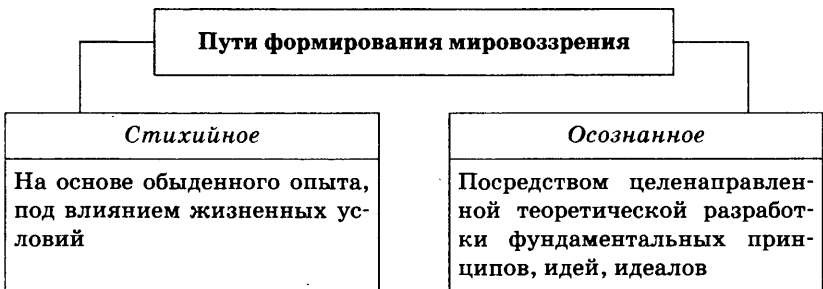 Пути формирования мировоззрения
Стихийное
На основе обыденного опыта,
под влиянием жизненных ус-
ловий
Осознанное
Посредством целенаправлен-
ной теоретической разработ-
ки фундаментальных прин-
ципов, идей, идеалов